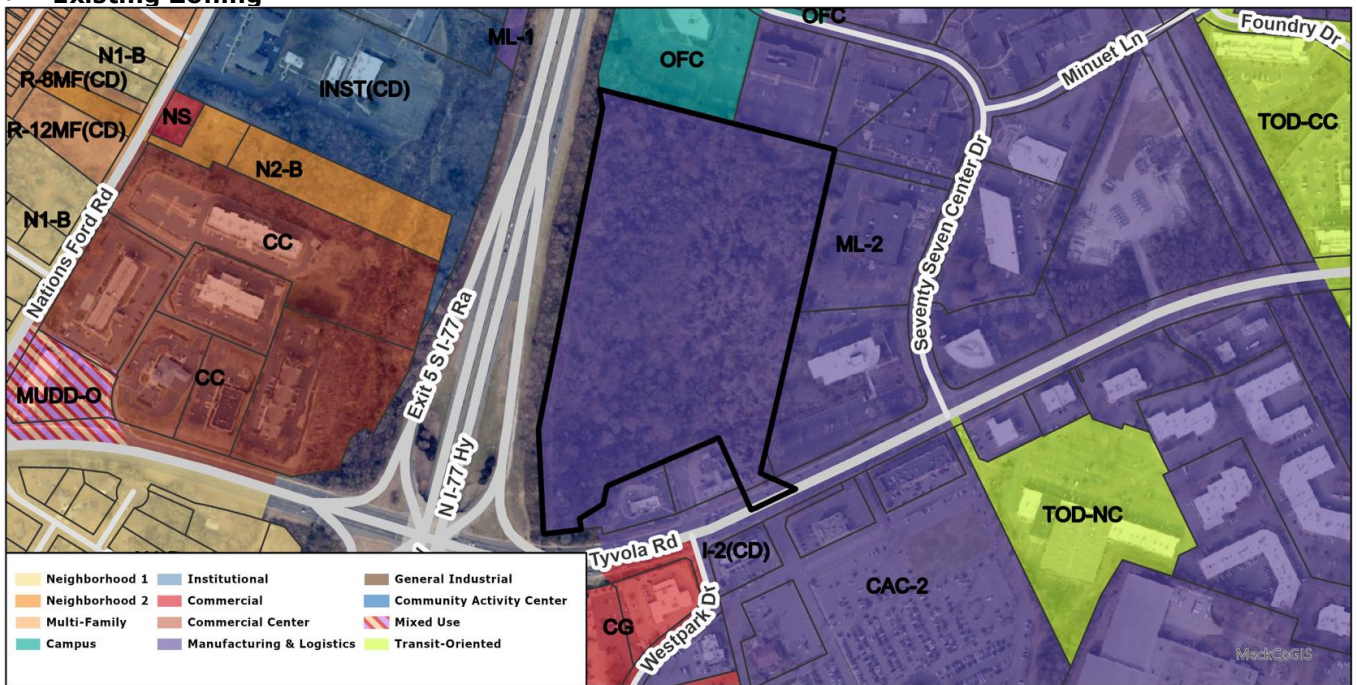 Existing Zoning
OFC
Foundry Dr
ML-1
N1-B
OFC
Minuet Ln
R-8MF(CD)
INST(CD)
NS
TOD-CC
R-12MF(CD)
N2-B
Seventy Seven Center Dr
N1-B
Nations Ford Rd
CC
ML-2
Exit 5 S I-77 Ra
CC
MUDD-O
N I-77 Hy
TOD-NC
Tyvola Rd
I-2(CD)
CAC-2
CG
Westpark Dr
MeckCoGIS
Neighborhood 1
Neighborhood 2
Multi-Family
Campus
Institutional
Commercial
Commercial Center
Manufacturing & Logistics
General Industrial
Community Activity Center
Mixed Use
Transit-Oriented